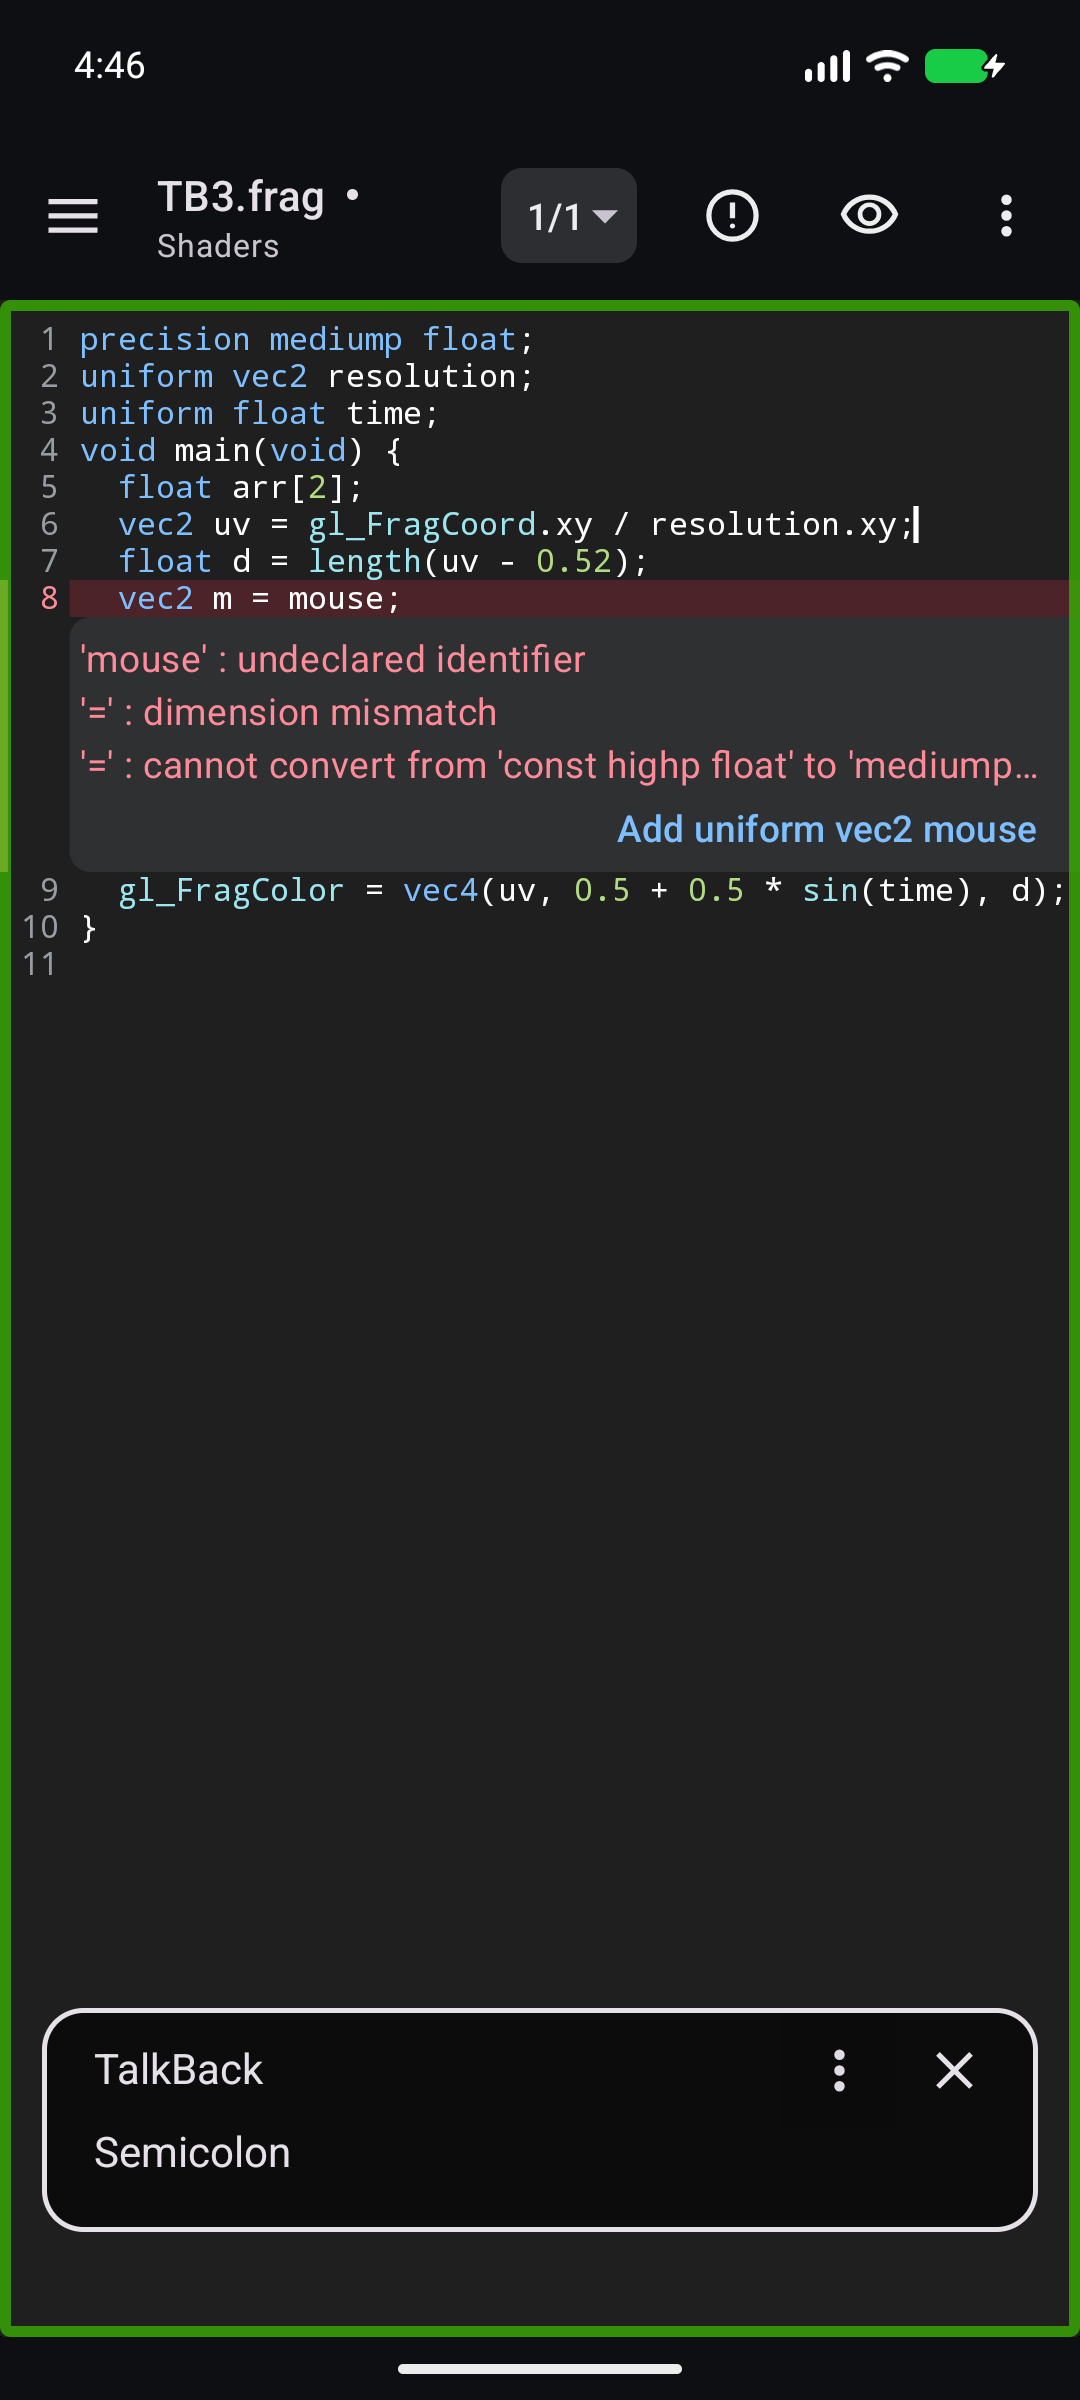 4:46
TB3.frag •
Shaders
1/1
1 precision mediump float;
2 uniform vec2 resolution;
3 uniform float time;
4 void main(void) {
5   float arr[2];
6   vec2 uv = gl_FragCoord.xy / resolution.xy;
7   float d = length(uv - 0.52);
8   vec2 m = mouse;
'mouse' : undeclared identifier
'=' : dimension mismatch
'=' : cannot convert from 'const highp float' to 'mediump...
Add uniform vec2 mouse
9   gl_FragColor = vec4(uv, 0.5 + 0.5 * sin(time), d);
10 }
11
TalkBack
Semicolon